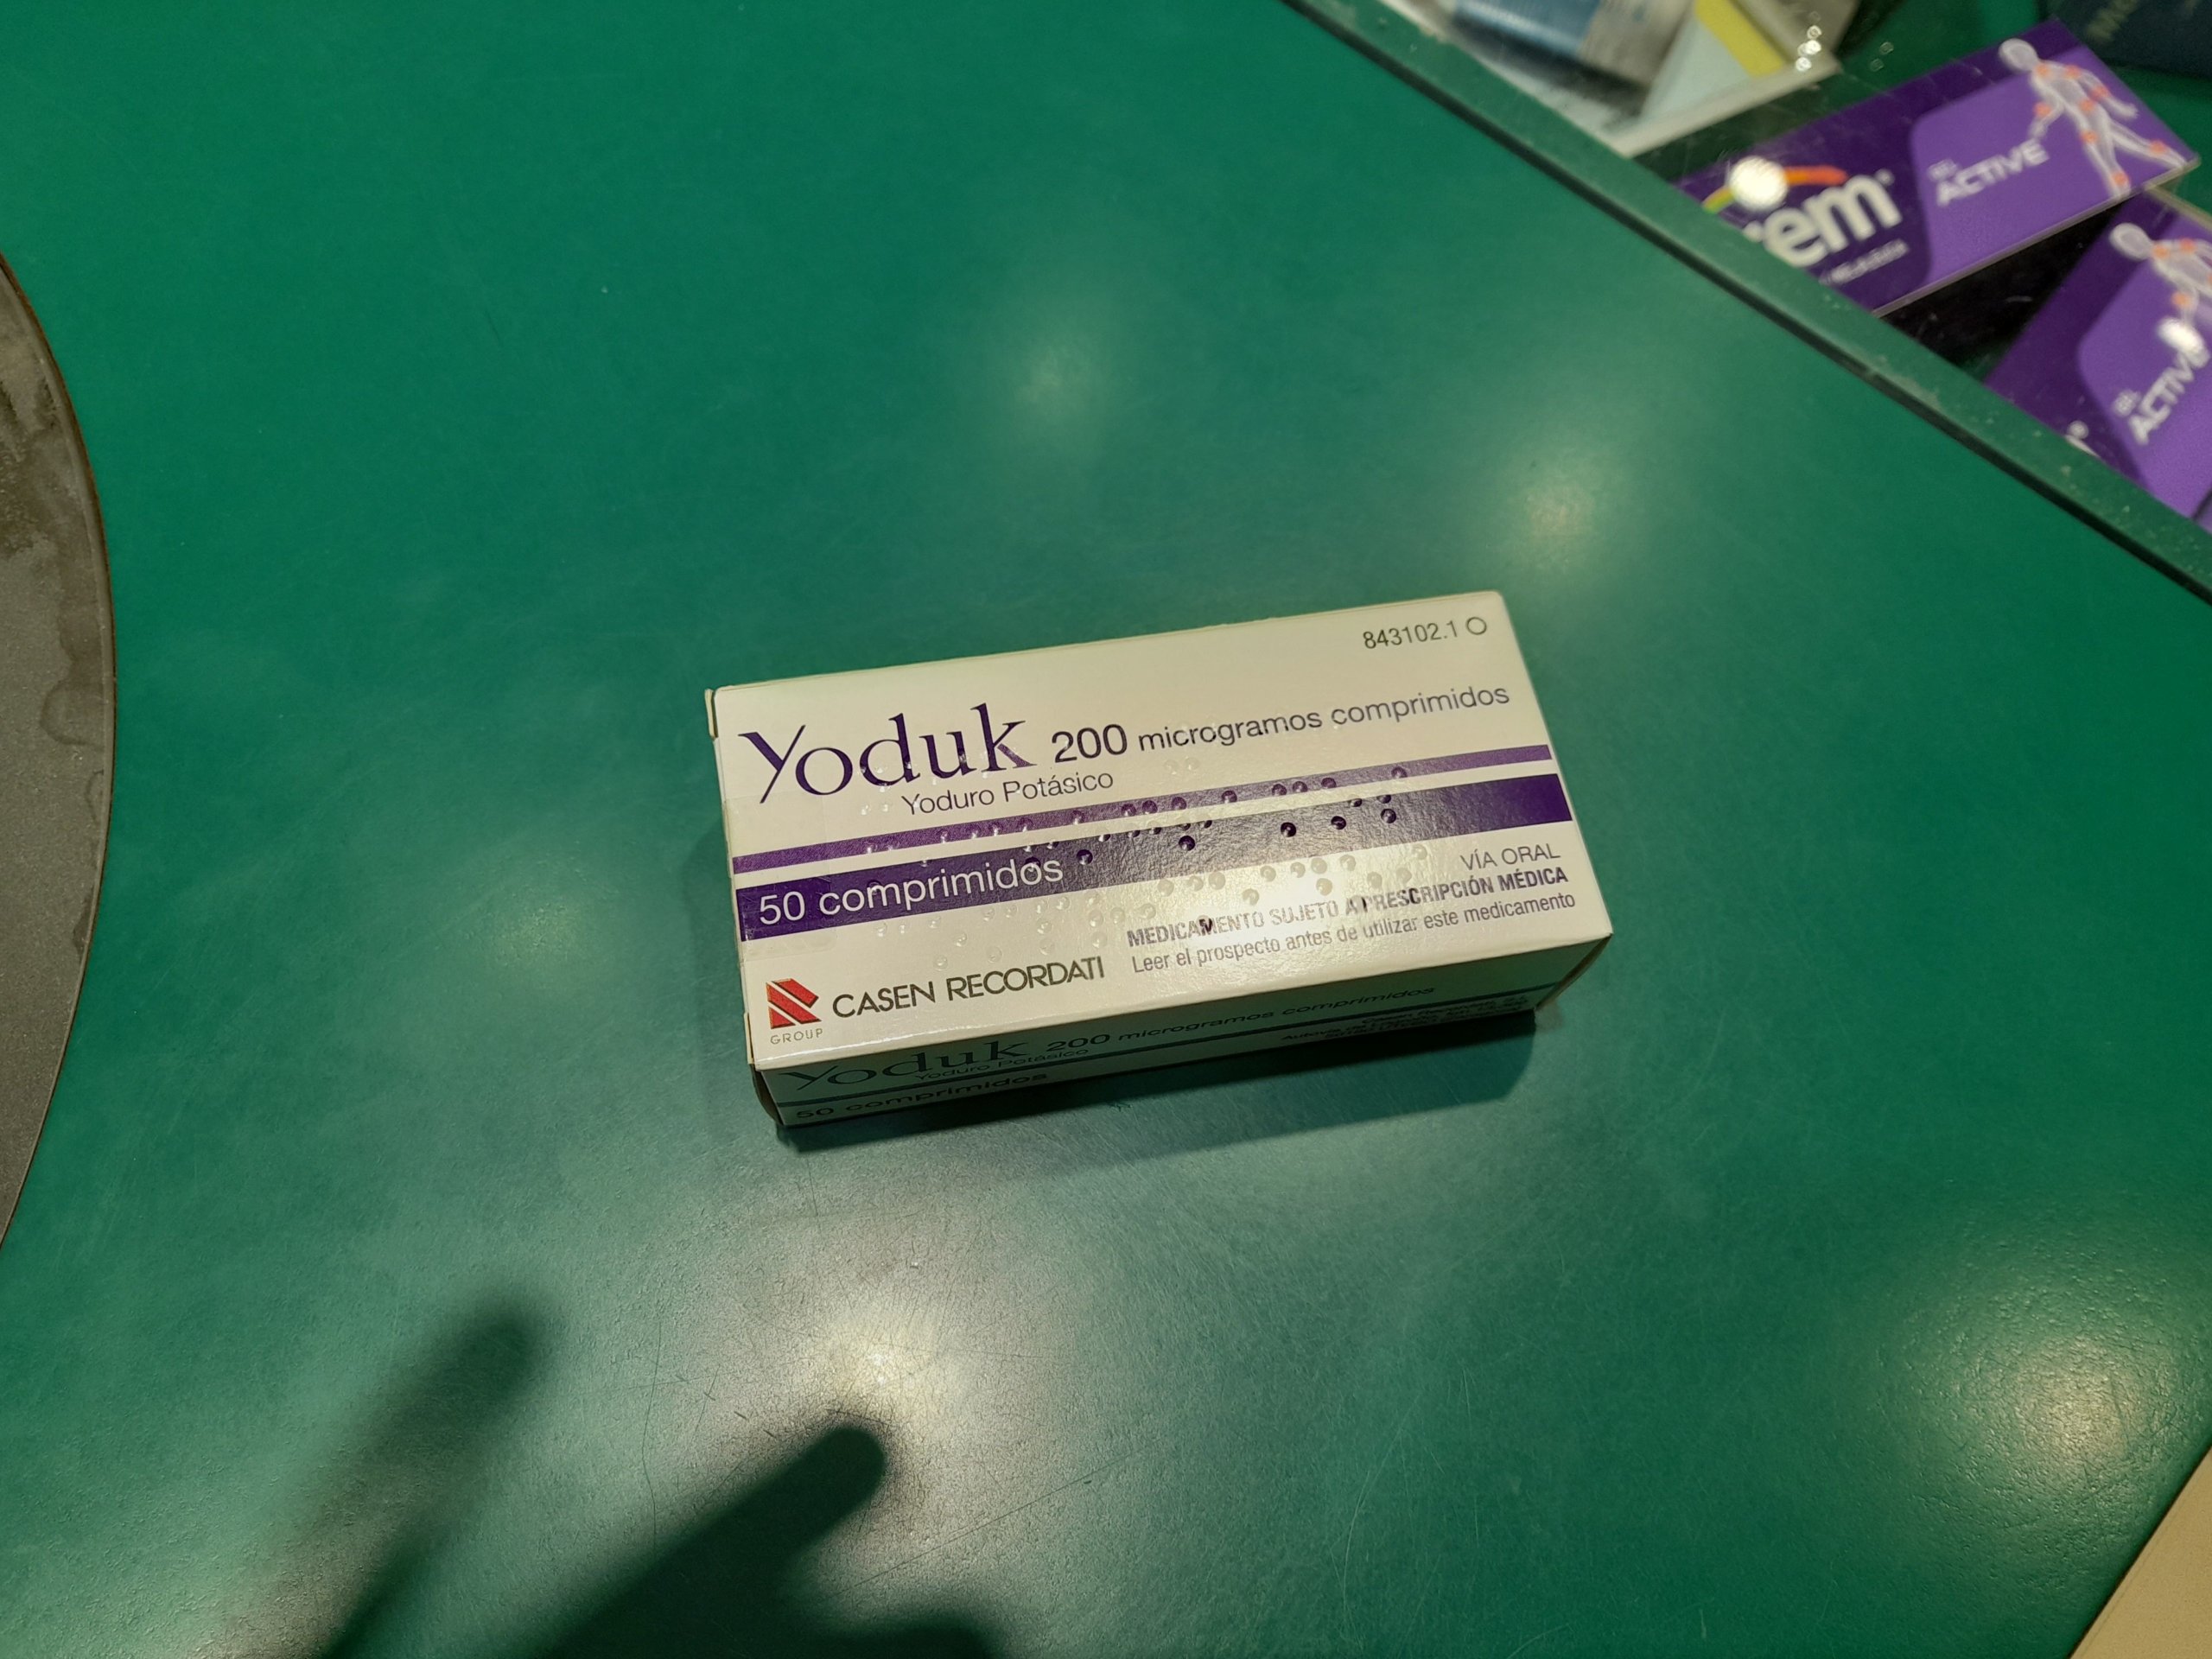 843102.1
Yoduk 200 microgramos comprimidos
Yoduro Potásico
50 comprimidos
VÍA ORAL
MEDICAMENTO SUJETO A PRESCRIPCIÓN MÉDICA
Leer el prospecto antes de utilizar este medicamento
CASEN RECORDATI
GROUP
Yoduk 200 microgramos comprimidos
Yoduro Potásico
50 comprimidos
ACTIVE
ACTIVE